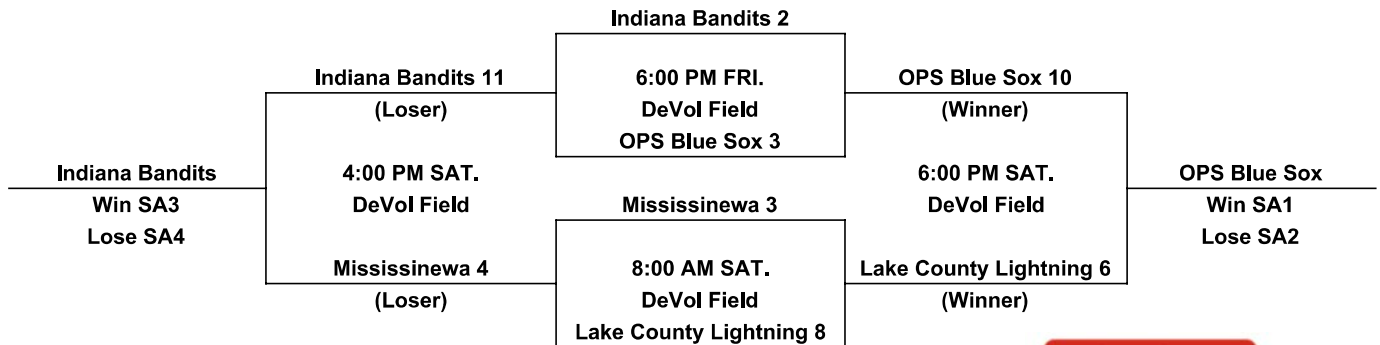 Indiana Bandits 2
Indiana Bandits 11
6:00 PM FRI.
OPS Blue Sox 10
(Loser)
DeVol Field
(Winner)
OPS Blue Sox 3
Indiana Bandits
4:00 PM SAT.
6:00 PM SAT.
OPS Blue Sox
Win SA3
DeVol Field
Mississinewa 3
DeVol Field
Win SA1
Lose SA4
Lose SA2
Mississinewa 4
8:00 AM SAT.
Lake County Lightning 6
(Loser)
DeVol Field
(Winner)
Lake County Lightning 8